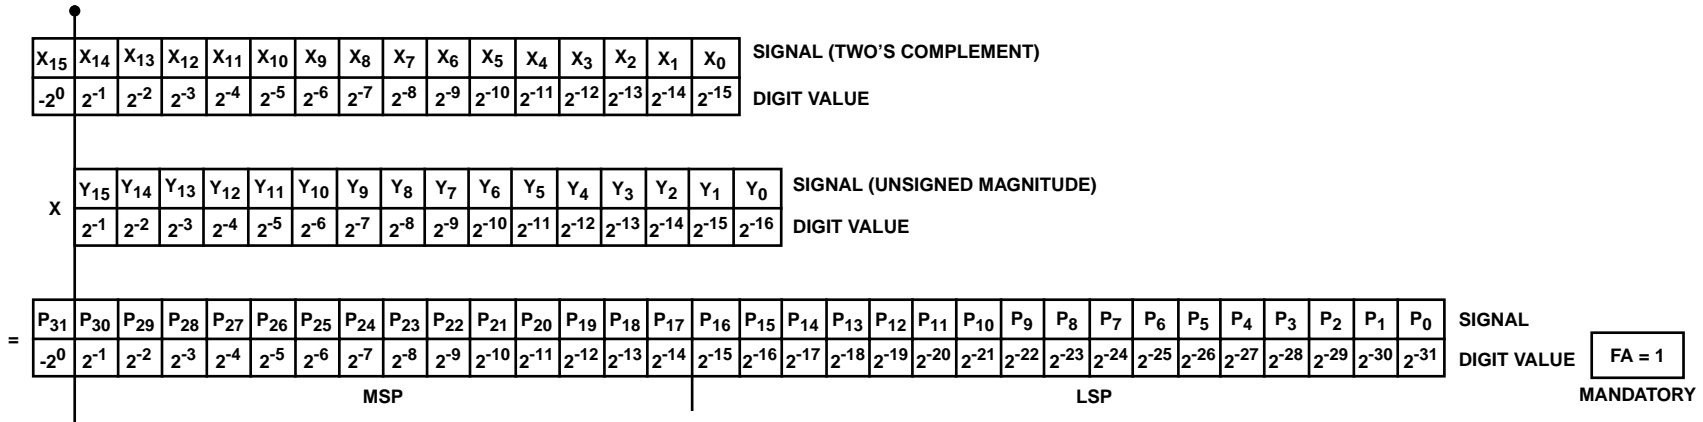 X15 X14 X13 X12 X11 X10 X9 X8 X7 X6 X5 X4 X3 X2 X1 X0 SIGNAL (TWO'S COMPLEMENT)
-2^0 2^-1 2^-2 2^-3 2^-4 2^-5 2^-6 2^-7 2^-8 2^-9 2^-10 2^-11 2^-12 2^-13 2^-14 2^-15 DIGIT VALUE
X
Y15 Y14 Y13 Y12 Y11 Y10 Y9 Y8 Y7 Y6 Y5 Y4 Y3 Y2 Y1 Y0 SIGNAL (UNSIGNED MAGNITUDE)
2^-1 2^-2 2^-3 2^-4 2^-5 2^-6 2^-7 2^-8 2^-9 2^-10 2^-11 2^-12 2^-13 2^-14 2^-15 2^-16 DIGIT VALUE
=
P31 P30 P29 P28 P27 P26 P25 P24 P23 P22 P21 P20 P19 P18 P17 P16 P15 P14 P13 P12 P11 P10 P9 P8 P7 P6 P5 P4 P3 P2 P1 P0 SIGNAL
-2^0 2^-1 2^-2 2^-3 2^-4 2^-5 2^-6 2^-7 2^-8 2^-9 2^-10 2^-11 2^-12 2^-13 2^-14 2^-15 2^-16 2^-17 2^-18 2^-19 2^-20 2^-21 2^-22 2^-23 2^-24 2^-25 2^-26 2^-27 2^-28 2^-29 2^-30 2^-31 DIGIT VALUE FA = 1
MSP LSP MANDATORY